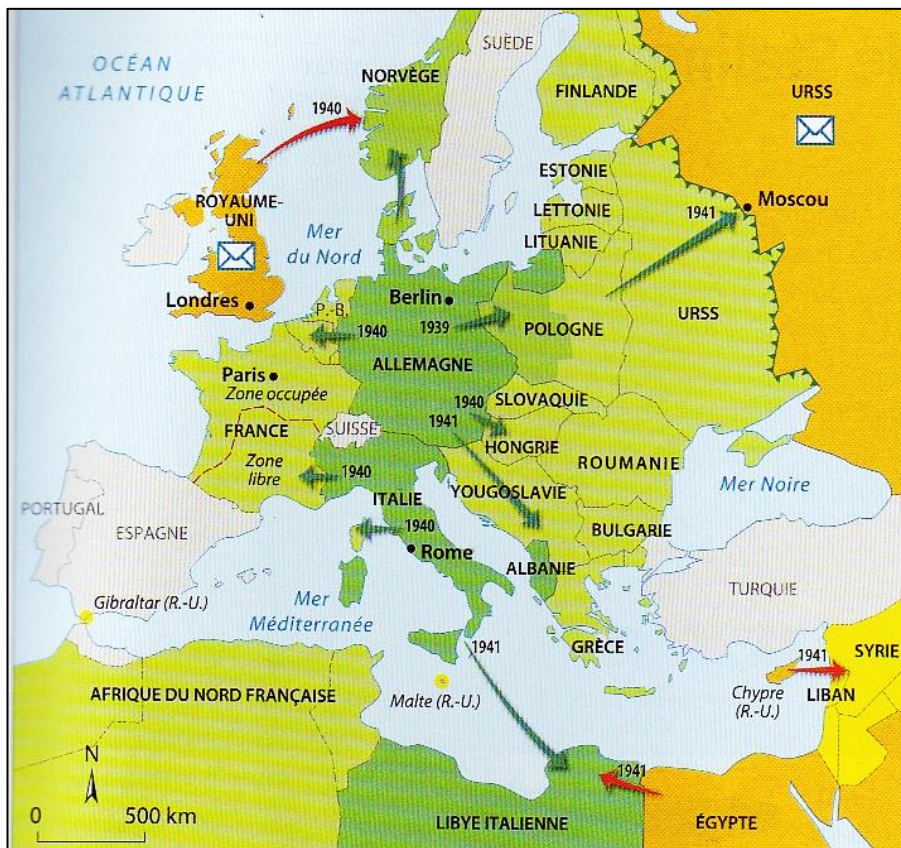 OCÉAN
ATLANTIQUE
SUÈDE
NORVÈGE
FINLANDE
URSS
1940
ESTONIE
ROYAUME-
UNI
LETTONIE
1941
Moscou
Mer
du Nord
LITUANIE
Londres
Berlin
P.-B.
1940
1939
POLOGNE
URSS
ALLEMAGNE
Paris
Zone occupée
SLOVAQUIE
1940
FRANCE
SUISSE
1941
HONGRIE
Zone
libre
ROUMANIE
1940
ITALIE
YOUGOSLAVIE
Mer Noire
PORTUGAL
ESPAGNE
1940
BULGARIE
Rome
ALBANIE
TURQUIE
Gibraltar (R.-U.)
Mer
Méditerranée
1941
GRÈCE
1941
SYRIE
AFRIQUE DU NORD FRANÇAISE
Malte (R.-U.)
Chypre
(R.-U.)
LIBAN
N
1941
0
500 km
LIBYE ITALIENNE
ÉGYPTE